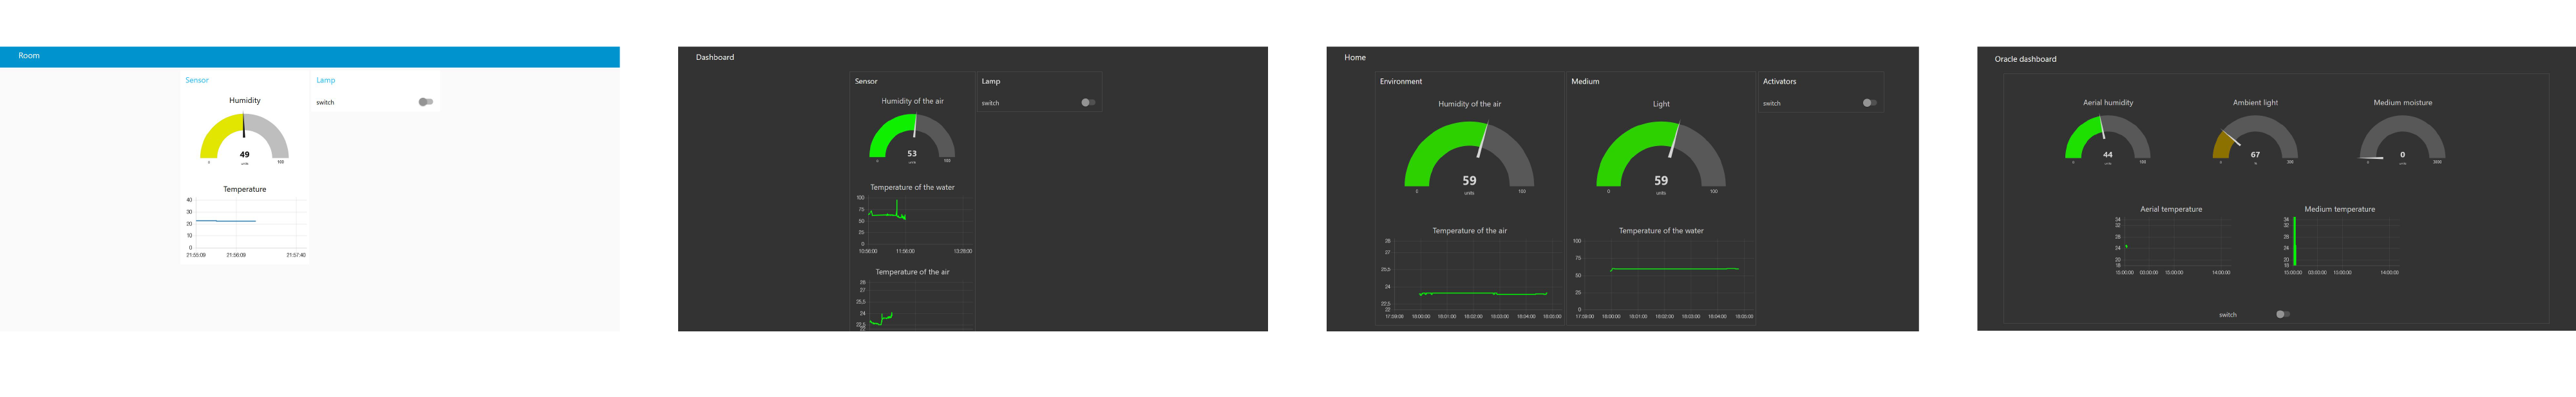 Room
Sensor
Lamp
Humidity
switch
49
units
0
100
Temperature
40
30
20
10
0
21:55:09
21:56:09
21:57:40
Dashboard
Sensor
Lamp
Humidity of the air
switch
53
units
0
100
Temperature of the water
100
75
50
25
0
10:56:00
11:56:00
13:28:00
Temperature of the air
28
27
25,5
24
22,5
22
Home
Environment
Medium
Activators
Humidity of the air
Light
switch
59
units
0
100
59
units
0
100
Temperature of the air
Temperature of the water
28
27
25,5
24
22,5
22
17:59:09
18:00:00
18:01:00
18:02:00
18:03:00
18:04:00
18:05:00
100
75
50
25
0
17:59:09
18:00:00
18:01:00
18:02:00
18:03:00
18:04:00
18:05:00
Oracle dashboard
Aerial humidity
Ambient light
Medium moisture
44
units
0
100
67
%
0
300
0
units
0
Aerial temperature
Medium temperature
34
32
28
24
20
18
15:00:00
03:00:00
15:00:00
14:00:00
34
32
28
24
20
18
15:00:00
03:00:00
15:00:00
14:00:00
switch